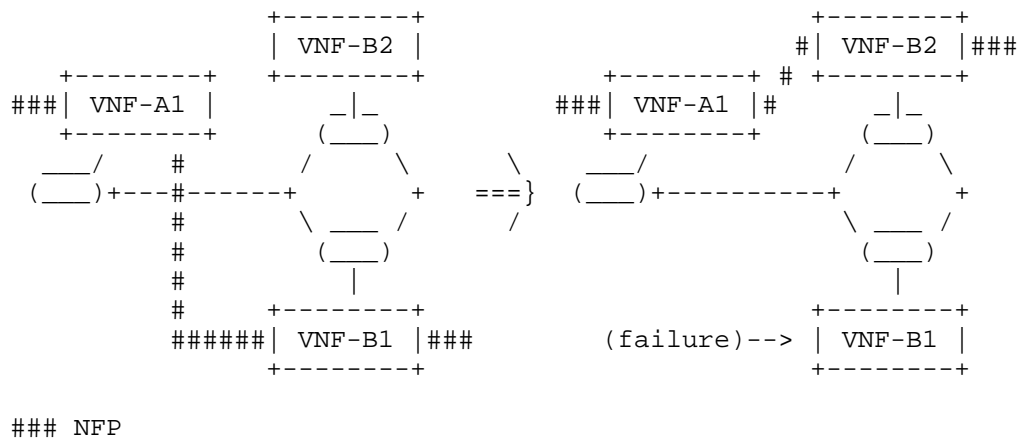 VNF-B2 VNF-B2
VNF-A1 VNF-A1
VNF-B1 (failure)--> VNF-B1
### NFP